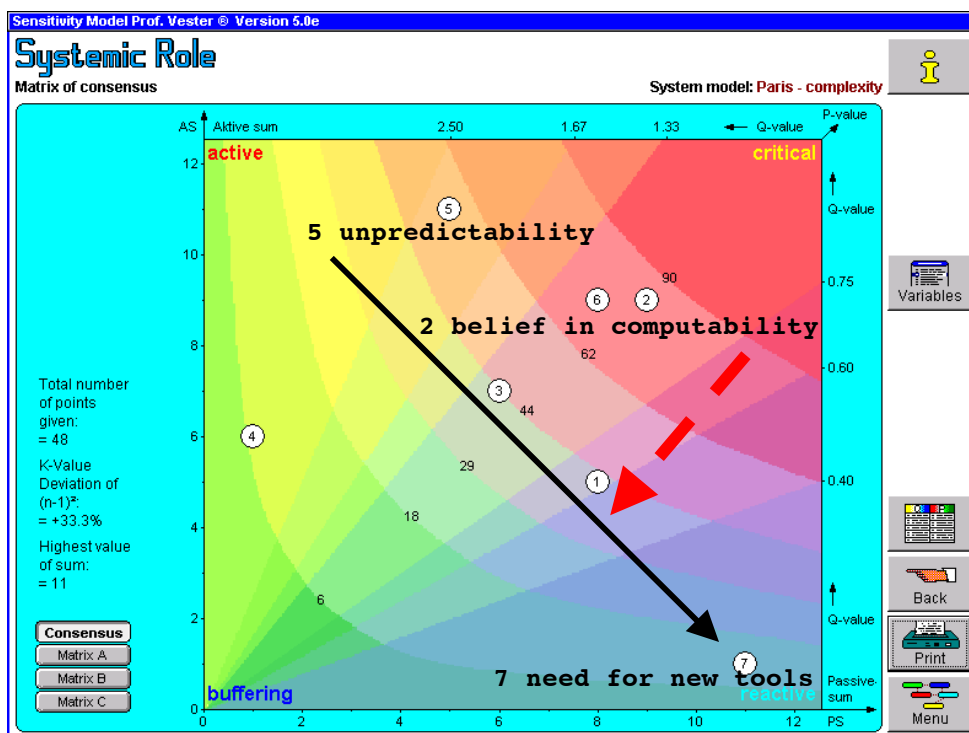 Sensitivity Model Prof. Vester ® Version 5.0e
Systemic Role
Matrix of consensus
System model: Paris - complexity
P-value
AS
Aktive sum
2.50
1.67
1.33
Q-value
active
critical
12
5
Q-value
5 unpredictability
10
90
0.75
6
2
Variables
2 belief in computability
8
62
0.60
Total number
of points
given:
= 48
3
44
6
4
K-Value
Deviation of
(n-1)²:
= +33.3%
29
1
0.40
18
4
Highest value
of sum:
= 11
6
Back
2
Q-value
Consensus
Matrix A
Matrix B
Matrix C
7
Print
7 need for new tools
Passive-
sum
buffering
reactive
0
0
2
4
6
8
10
12
PS
Menu